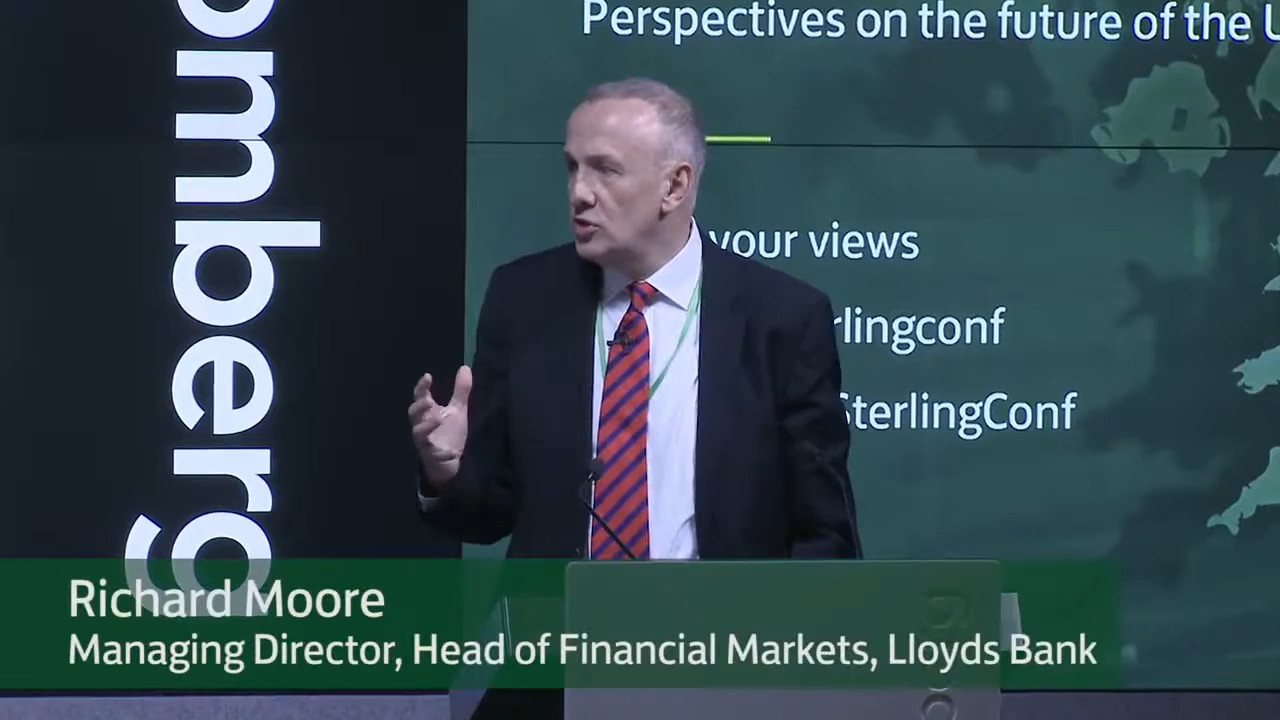 omberg
Perspectives on the future of the U
your views
rlingconf
SterlingConf
Richard Moore
Managing Director, Head of Financial Markets, Lloyds Bank